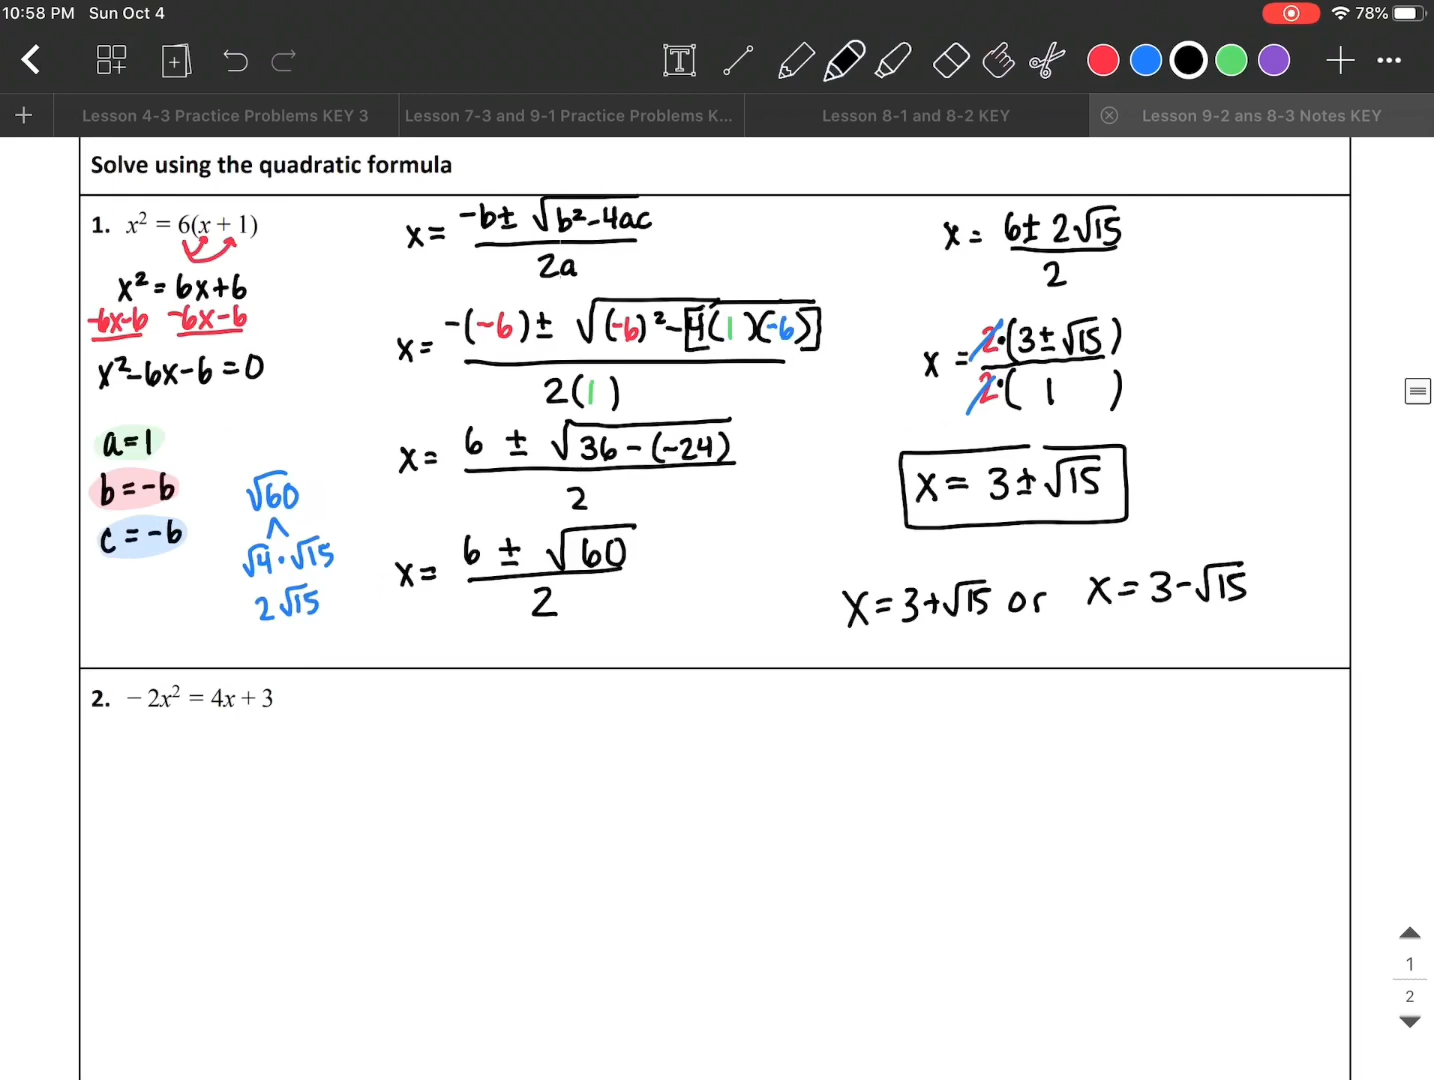 10:58 PM Sun Oct 4
78%
T
Lesson 4-3 Practice Problems KEY 3
Lesson 7-3 and 9-1 Practice Problems K...
Lesson 8-1 and 8-2 KEY
Lesson 9-2 ans 8-3 Notes KEY
Solve using the quadratic formula
1. x² = 6(x + 1)
x² = 6x+6
-6x-6 -6x-6
x²-6x-6 = 0
a=1
b=-6
c=-6
√60
√4 · √15
2√15
x = (-b ± √(b²-4ac)) / 2a
x = (-(-6) ± √((-6)² - [4(1)(-6)])) / 2(1)
x = (6 ± √(36-(-24))) / 2
x = (6 ± √60) / 2
x = (6 ± 2√15) / 2
x = 2·(3±√15) / 2·(1)
x = 3±√15
x = 3+√15 or x = 3-√15
2. − 2x² = 4x + 3
1
2